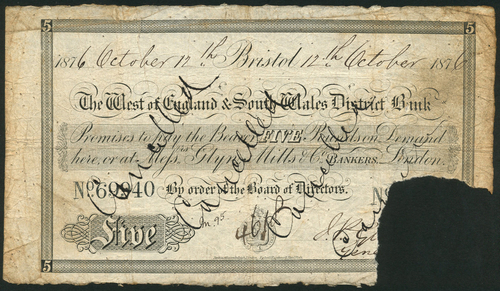 5 5
1876 October 12th Bristol 12th October 1876
The West of England & South Wales District Bank
Promises to pay the Bearer FIVE Pounds on Demand
here, or at Messrs. Glyn Mills & Co. BANKERS London.
No. 69940 By order of the Board of Directors. No
Cancelled
Cancelled
Cancelled
Five
5